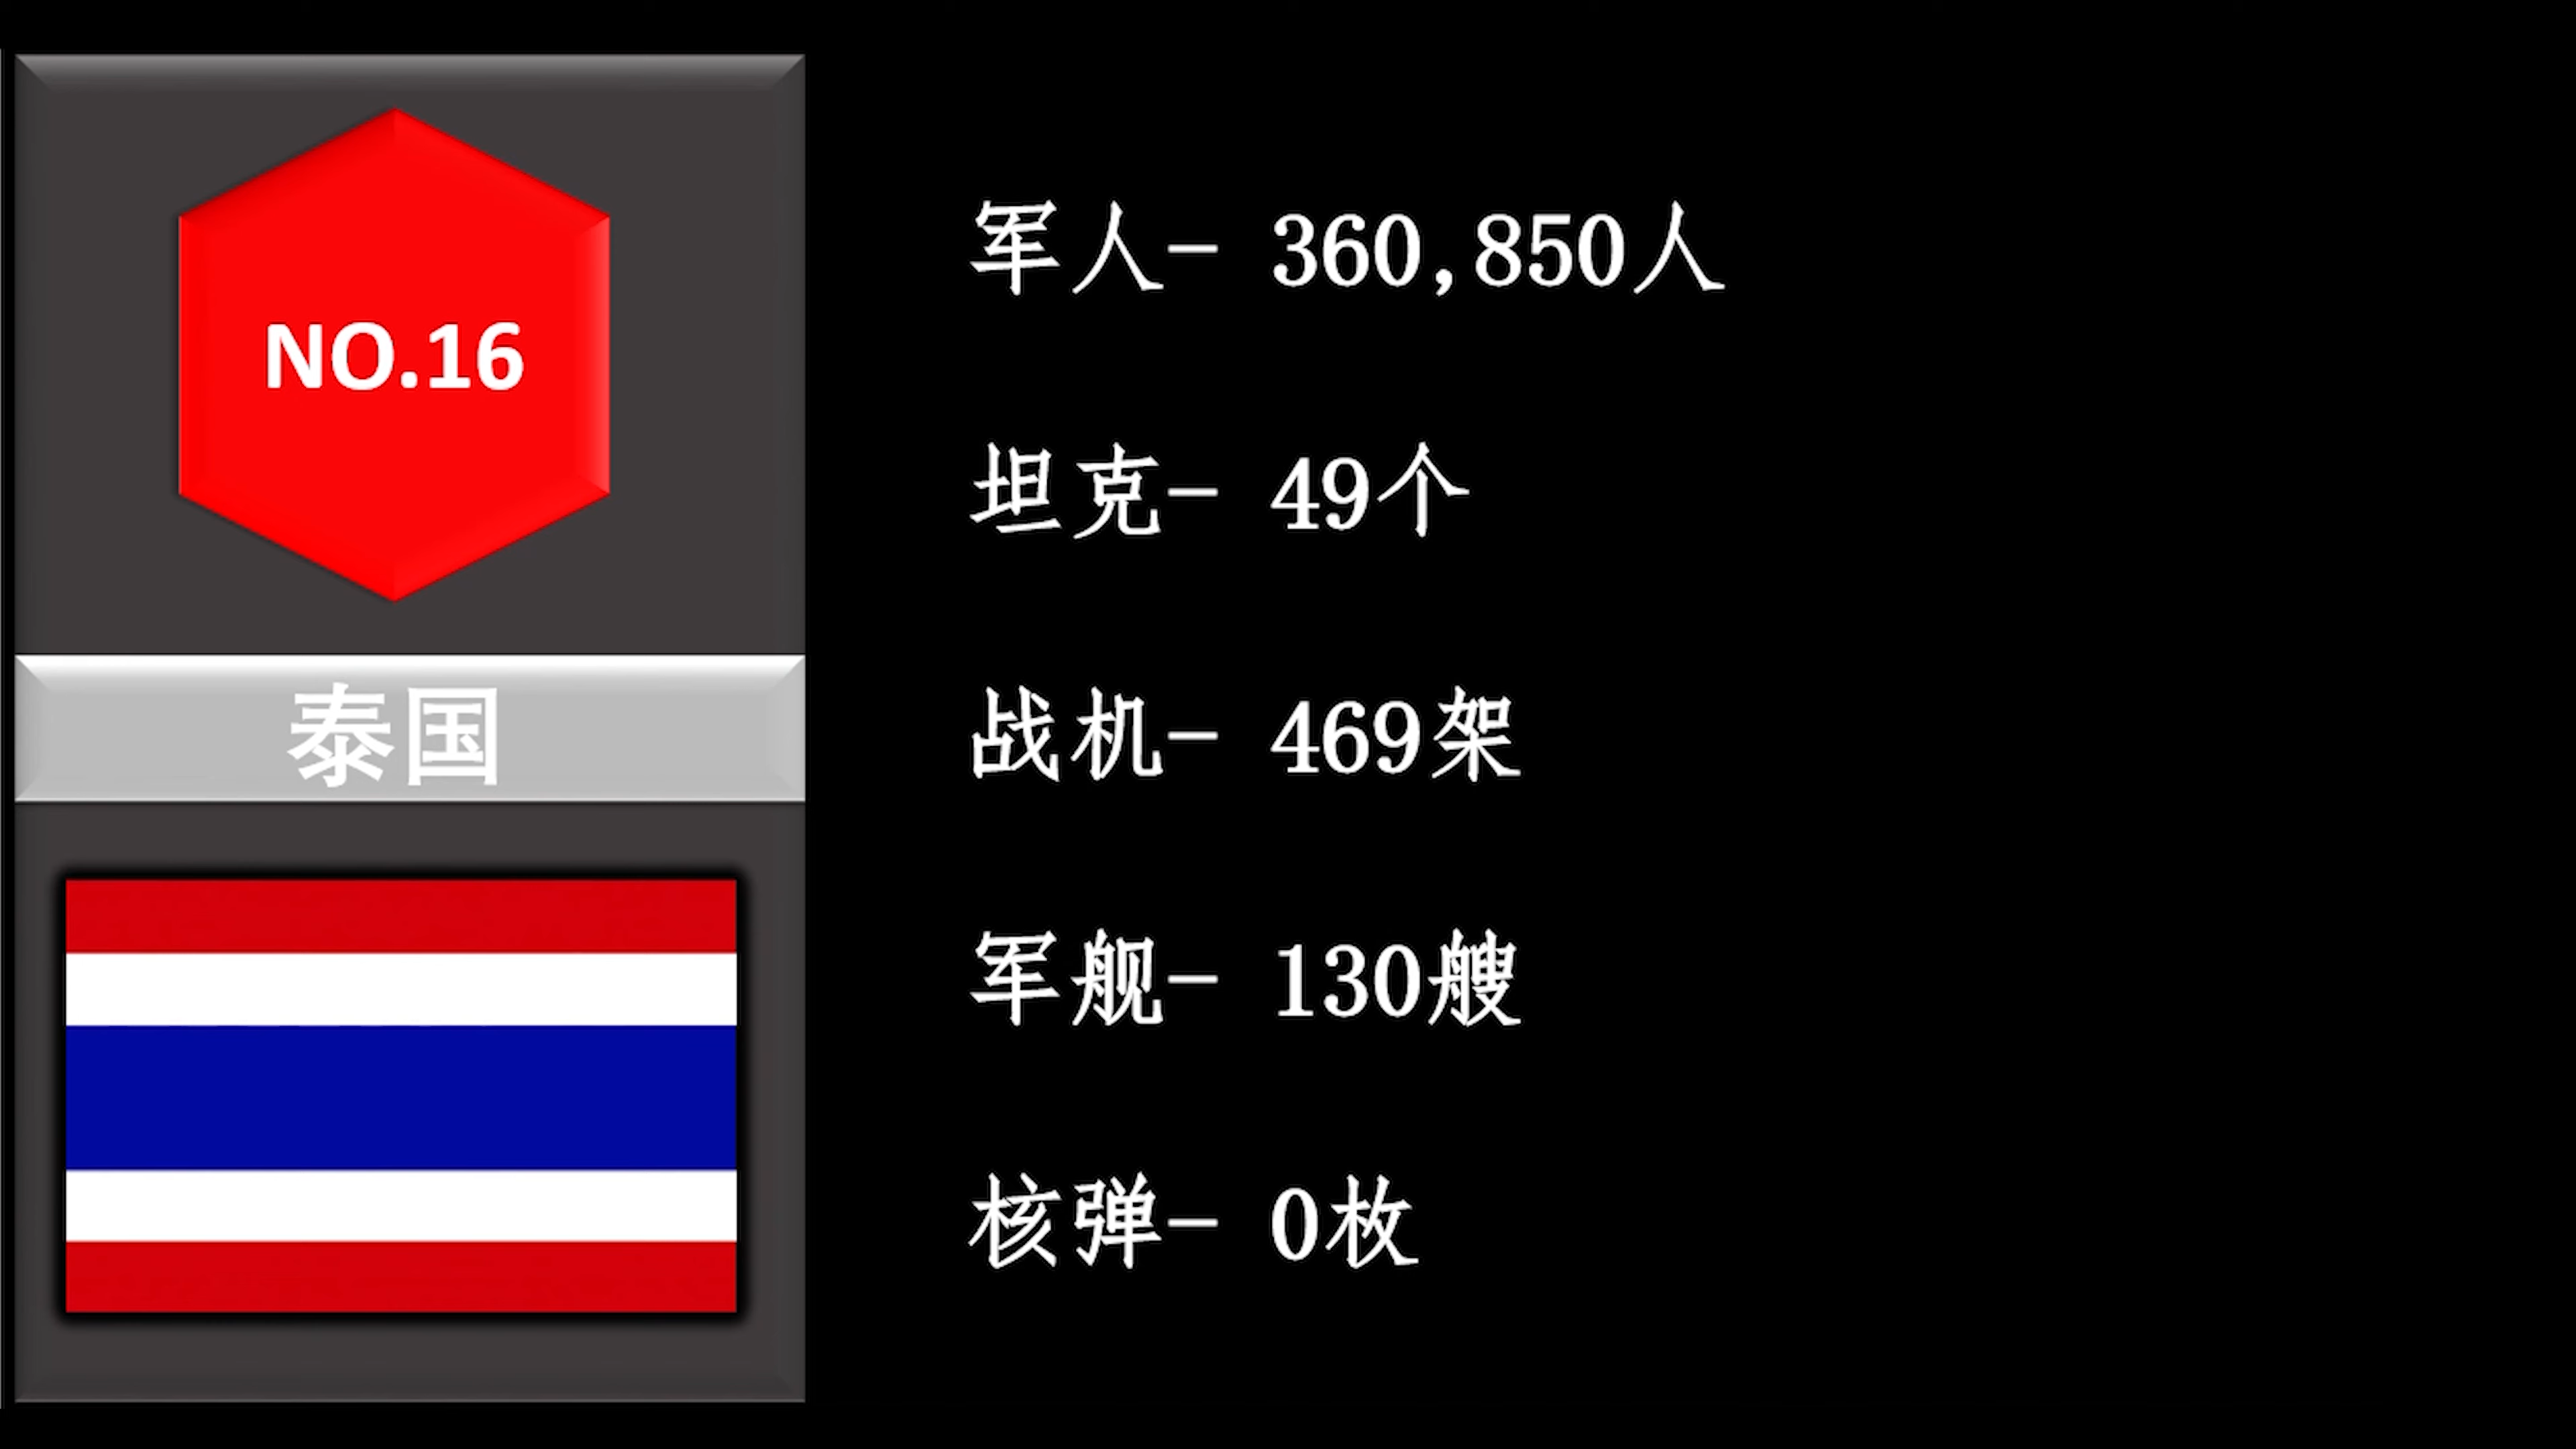 NO.16
泰国
军人- 360,850人
坦克- 49个
战机- 469架
军舰- 130艘
核弹- 0枚